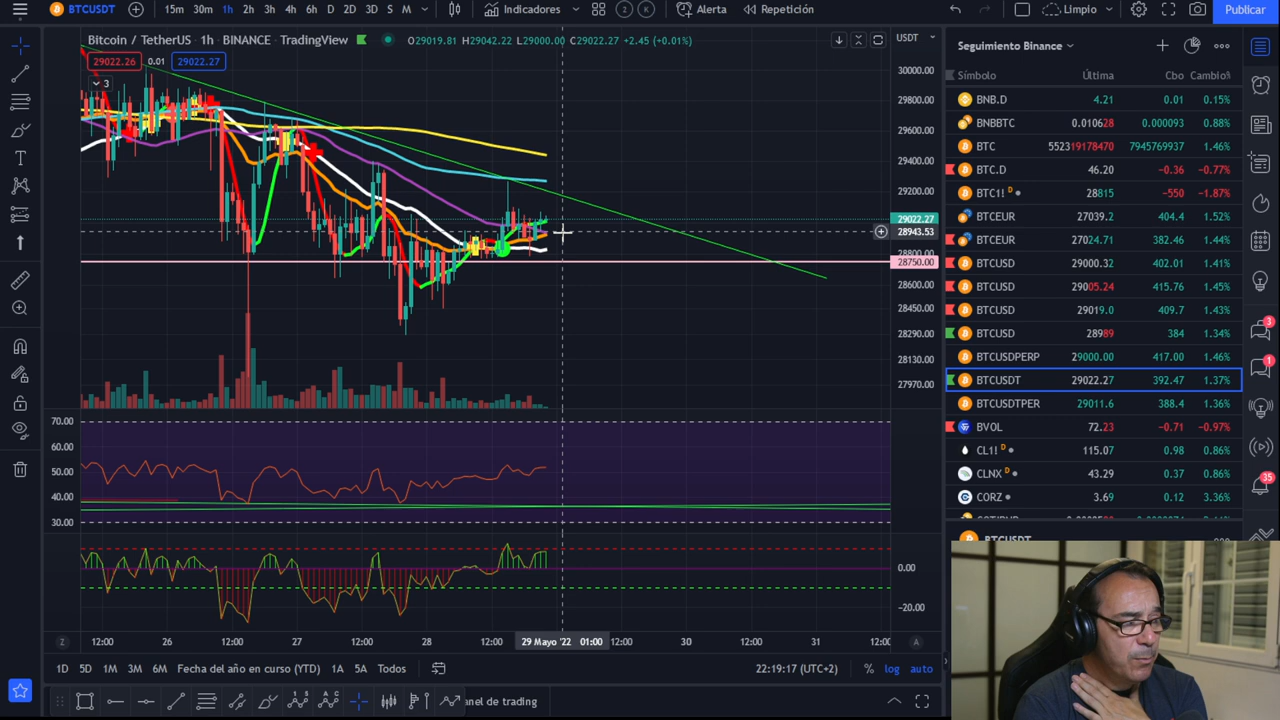 BTCUSDT 15m 30m 1h 2h 3h 4h 6h D 2D 3D S M Indicadores 2 K Alerta Repetición Limpio Publicar
Bitcoin / TetherUS · 1h · BINANCE · TradingView O29019.81 H29042.22 L29000.00 C29022.27 +2.45 (+0.01%)
29022.26 0.01 29022.27
3
USDT
30000.00
29800.00
29600.00
29400.00
29200.00
29022.27
28943.53
28750.00
28600.00
28450.00
28290.00
28130.00
27970.00
70.00
60.00
50.00
40.00
30.00
0.00
-20.00
Z 12:00 26 12:00 27 12:00 28 12:00 29 Mayo '22 01:00 12:00 30 12:00 31 12:00 A
1D 5D 1M 3M 6M Fecha del año en curso (YTD) 1A 5A Todos 22:19:17 (UTC+2) % log auto
anel de trading
Seguimiento Binance
Símbolo Última Cbo Cambio%
BNB.D 4.21 0.01 0.15%
BNBBTC 0.010628 0.000093 0.88%
BTC 55231917847​0 7945769937 1.46%
BTC.D 46.20 -0.36 -0.77%
BTC1! D 28815 -550 -1.87%
BTCEUR 27039.2 404.4 1.52%
BTCEUR 27024.71 382.46 1.44%
BTCUSD 29000.32 402.01 1.41%
BTCUSD 29005.24 415.76 1.45%
BTCUSD 29019.0 409.7 1.43%
BTCUSD 28989 384 1.34%
BTCUSDPERP 29000.00 417.00 1.46%
BTCUSDT 29022.27 392.47 1.37%
BTCUSDTPER 29011.6 388.4 1.36%
BVOL 72.23 -0.71 -0.97%
CL1! D 115.07 0.98 0.86%
CLNX D 43.29 0.37 0.86%
CORZ 3.69 0.12 3.36%
BTCUSDT
3
1
35